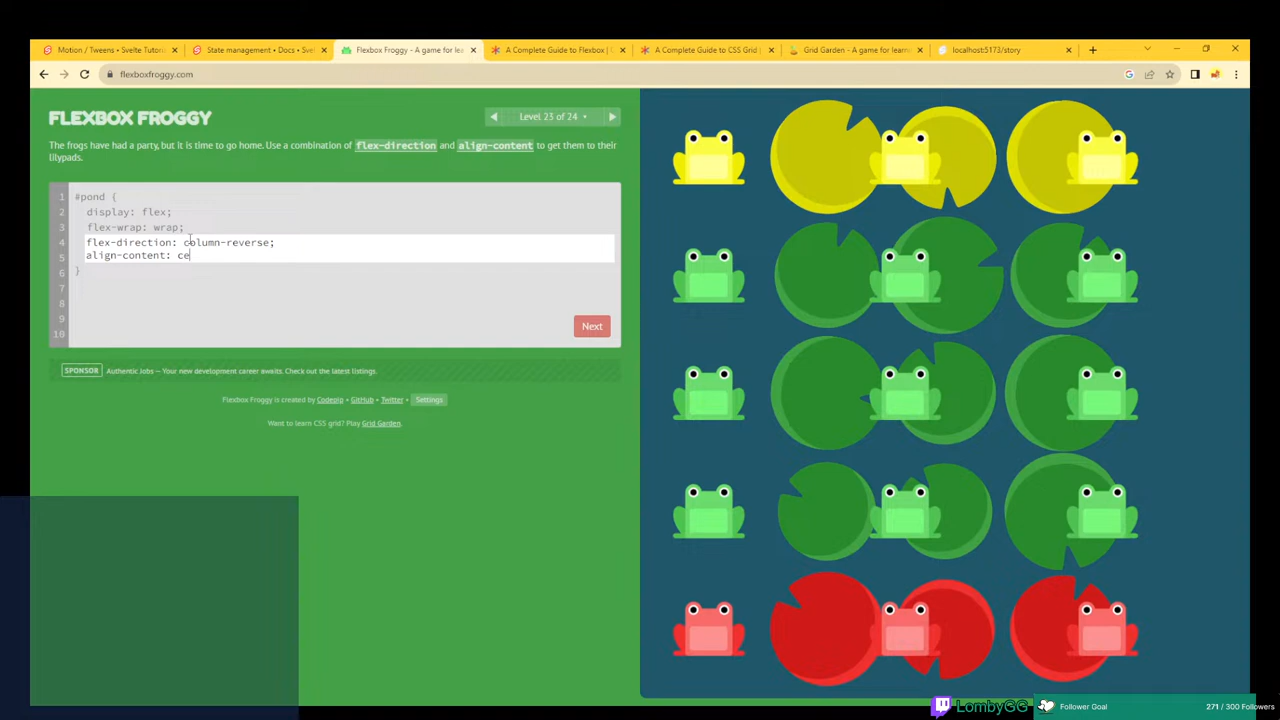 Motion / Tweens / Svelte Tutoria
State management • Docs • Svel
Flexbox Froggy - A game for lea
A Complete Guide to Flexbox |
A Complete Guide to CSS Grid |
Grid Garden - A game for learnin
localhost:5173/story
flexboxfroggy.com
FLEXBOX FROGGY
Level 23 of 24
The frogs have had a party, but it is time to go home. Use a combination of flex-direction and align-content to get them to their
lilypads.
1 #pond {
2 display: flex;
3 flex-wrap: wrap;
4 flex-direction: column-reverse;
5 align-content: ce
6 }
7
8
9
10
Next
SPONSOR Authentic Jobs — Your new development career awaits. Check out the latest listings.
Flexbox Froggy is created by Codepip • GitHub • Twitter • Settings
Want to learn CSS grid? Play Grid Garden.
LombyGG
Follower Goal
271 / 300 Followers